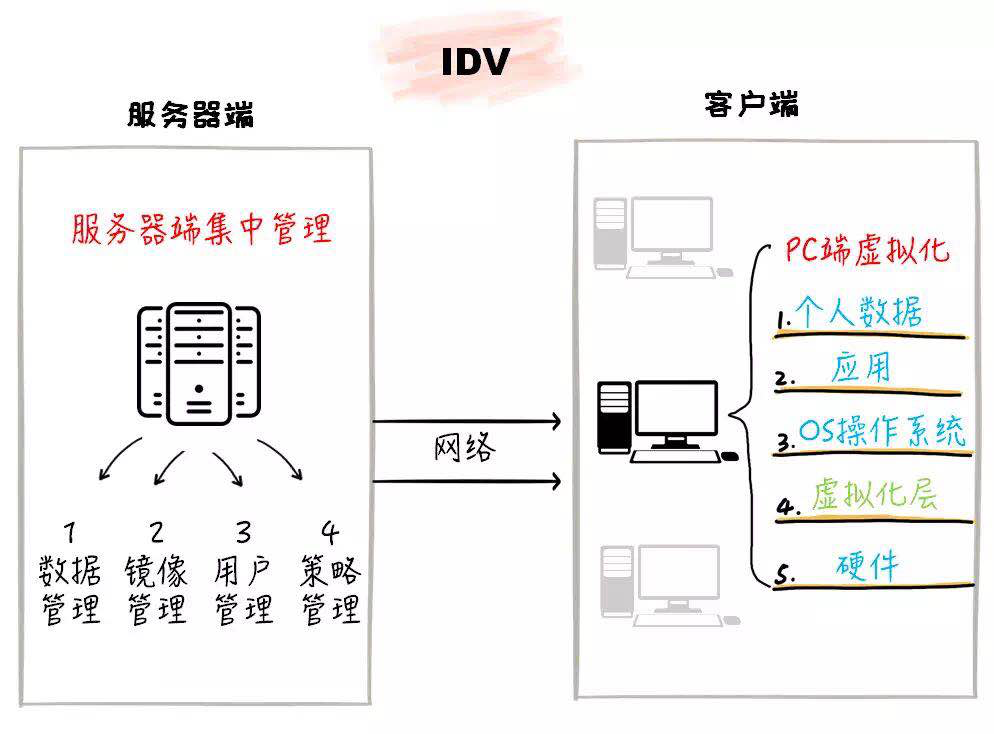 IDV
服务器端
服务器端集中管理
1
数据
管理
2
镜像
管理
3
用户
管理
4
策略
管理
网络
客户端
PC端虚拟化
1.个人数据
2. 应用
3. OS操作系统
4. 虚拟化层
5. 硬件